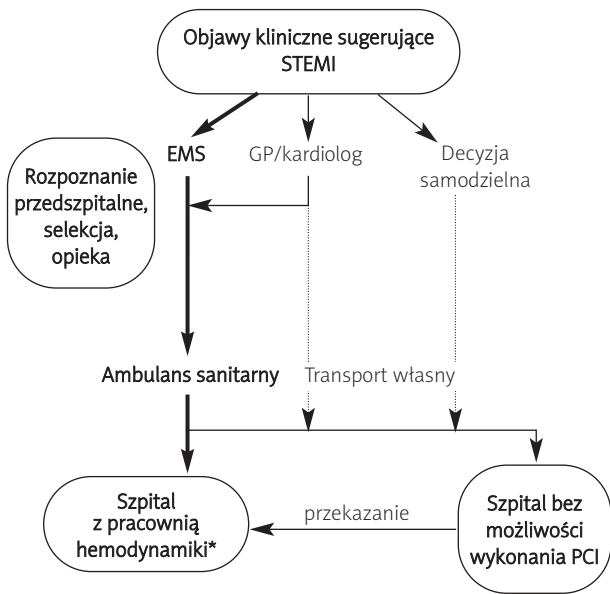 Objawy kliniczne sugerujące
STEMI
EMS
GP/kardiolog
Decyzja
samodzielna
Rozpoznanie
przedszpitalne,
selekcja,
opieka
Ambulans sanitarny
Transport własny
Szpital
z pracownią
hemodynamiki*
przekazanie
Szpital bez
możliwości
wykonania PCI